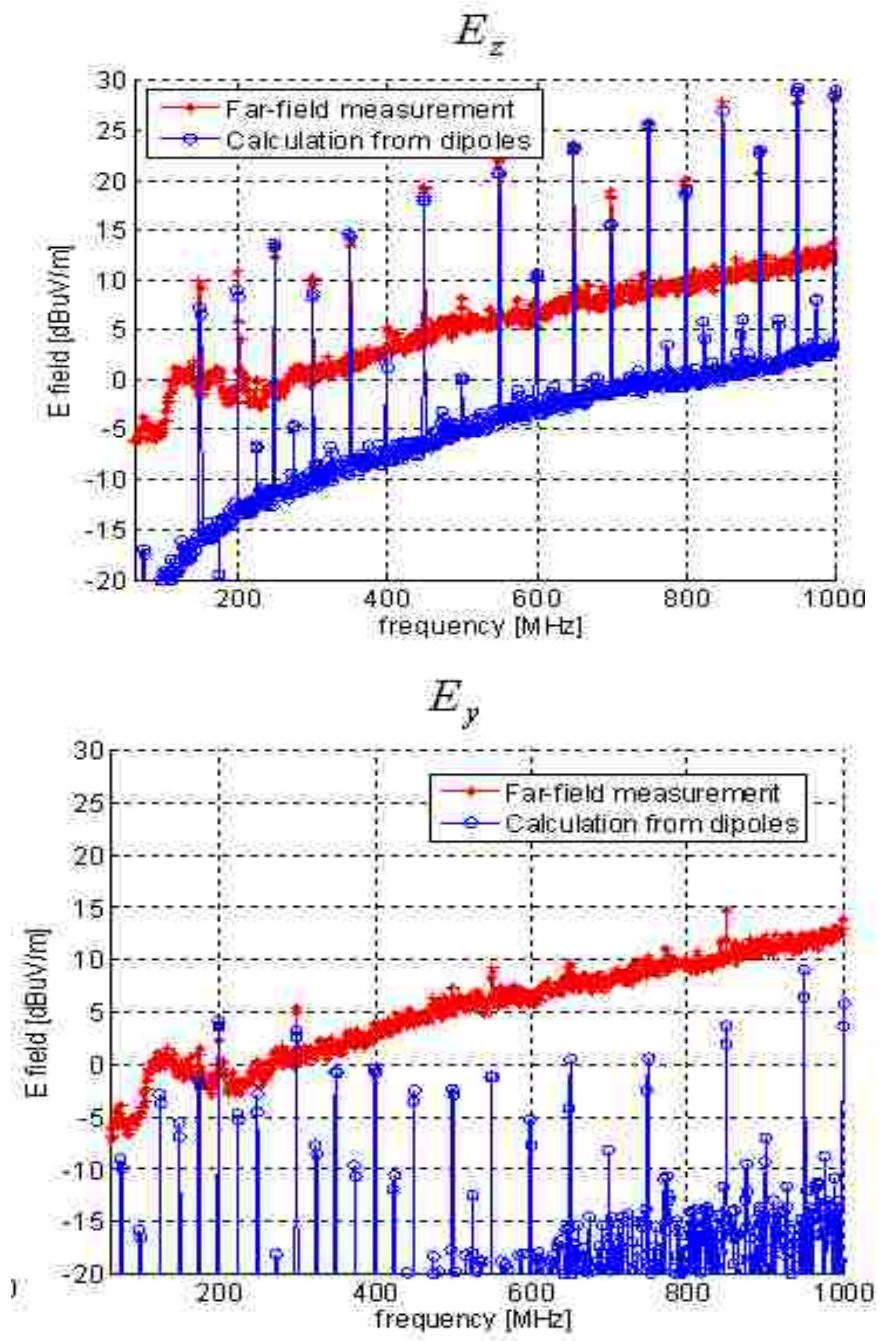 E_z
30
25
20
15
10
5
0
-5
-10
-15
-20
E field [dBuV/m]
Far-field measurement
Calculation from dipoles
200 400 600 800 1000
frequency [MHz]
E_y
30
25
20
15
10
5
0
-5
-10
-15
-20
E field [dBuV/m]
Far-field measurement
Calculation from dipoles
200 400 600 800 1000
frequency [MHz]